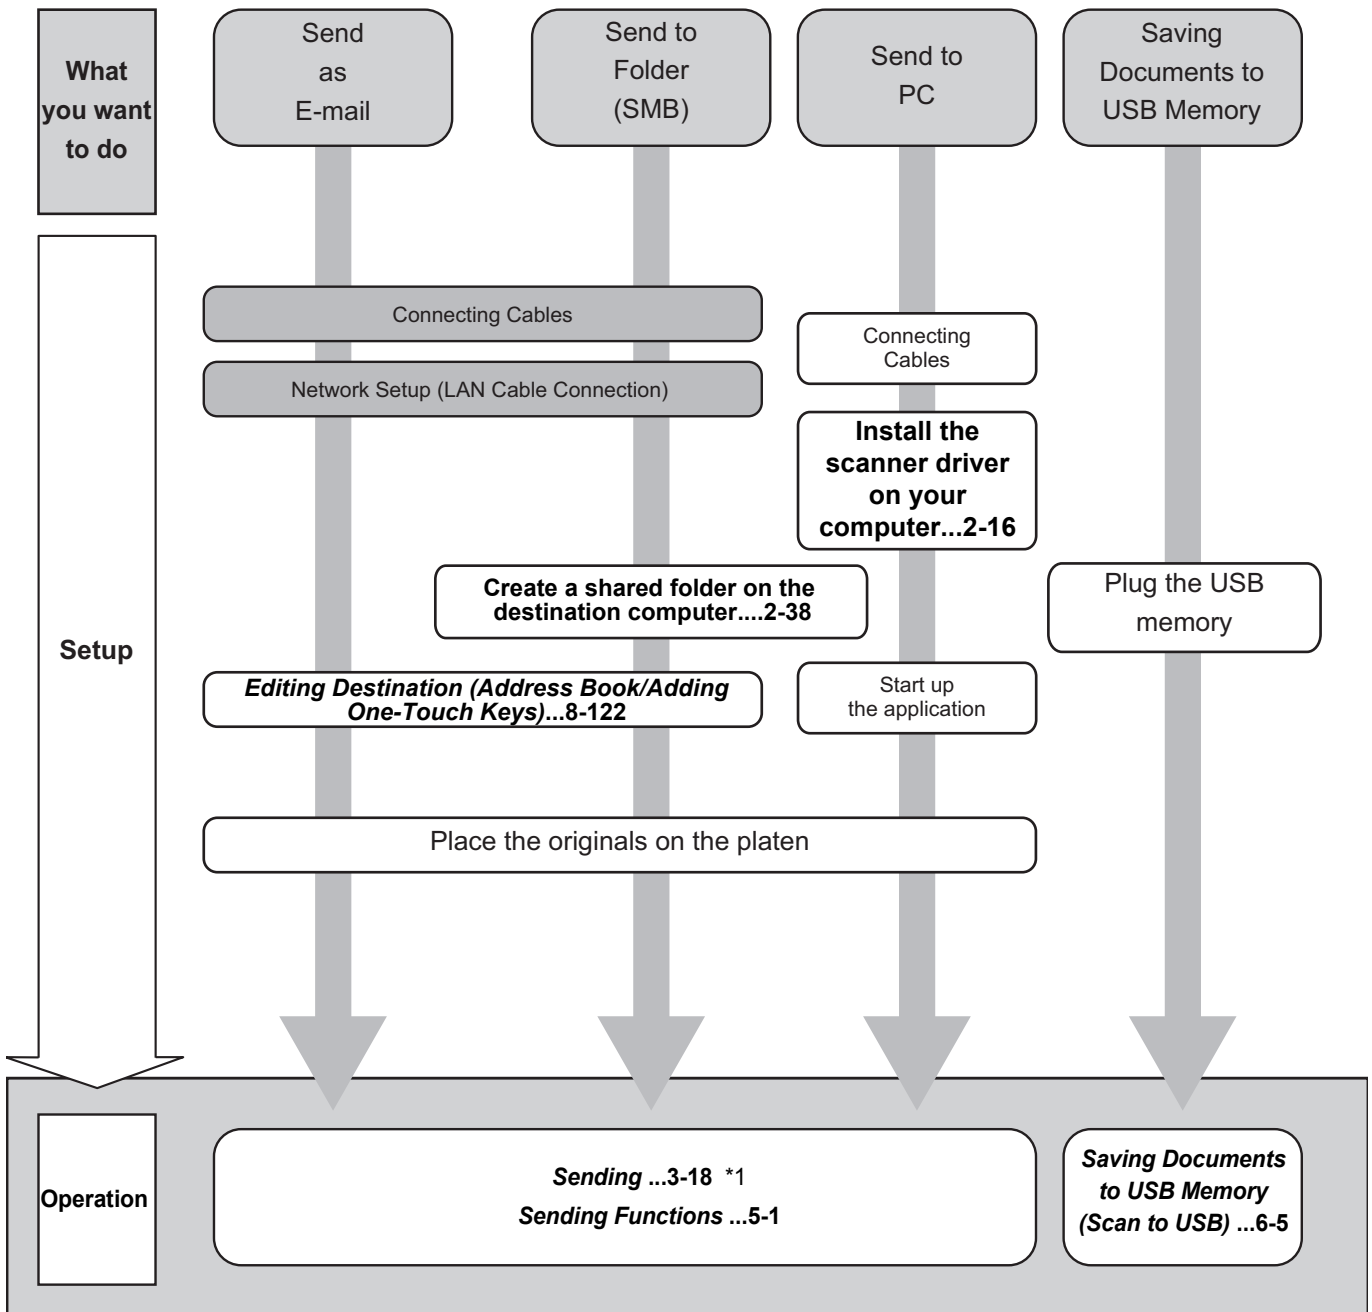 What
you want
to do
Send
as
E-mail
Send to
Folder
(SMB)
Send to
PC
Saving
Documents to
USB Memory
Setup
Connecting Cables
Network Setup (LAN Cable Connection)
Connecting
Cables
Install the
scanner driver
on your
computer...2-16
Create a shared folder on the
destination computer....2-38
Plug the USB
memory
Editing Destination (Address Book/Adding
One-Touch Keys)...8-122
Start up
the application
Place the originals on the platen
Operation
Sending ...3-18 *1
Sending Functions ...5-1
Saving Documents
to USB Memory
(Scan to USB) ...6-5